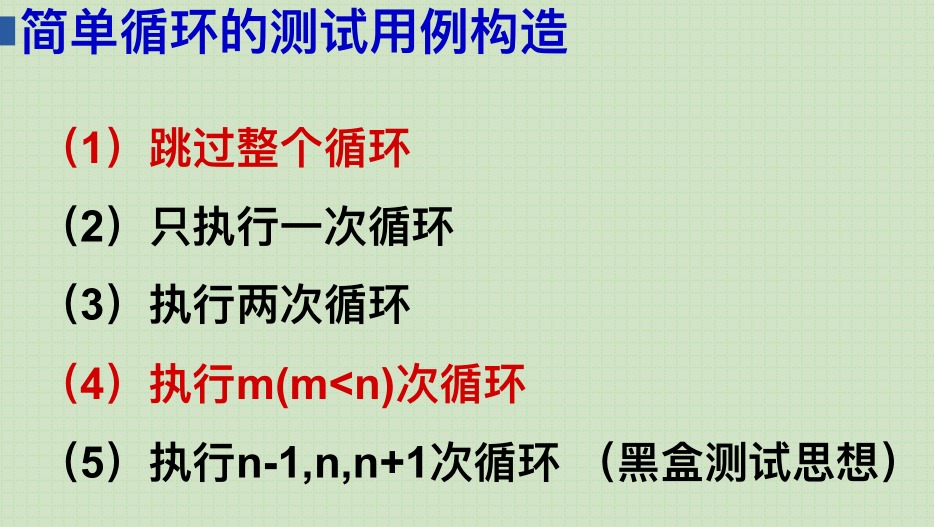 简单循环的测试用例构造
（1）跳过整个循环
（2）只执行一次循环
（3）执行两次循环
（4）执行m(m<n)次循环
（5）执行n-1,n,n+1次循环 （黑盒测试思想）